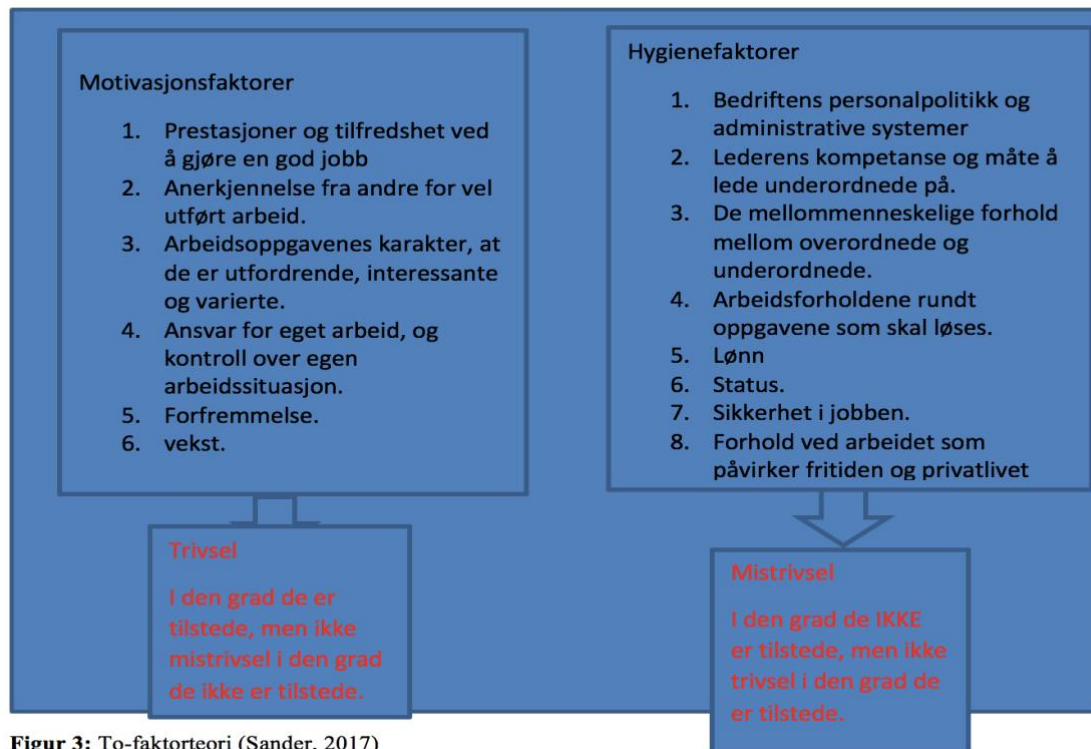 Motivasjonsfaktorer
1. Prestasjoner og tilfredshet ved
å gjøre en god jobb
2. Anerkjennelse fra andre for vel
utført arbeid.
3. Arbeidsoppgavenes karakter, at
de er utfordrende, interessante
og varierte.
4. Ansvar for eget arbeid, og
kontroll over egen
arbeidssituasjon.
5. Forfremmelse.
6. vekst.
Trivsel
I den grad de er
tilstede, men ikke
mistrivsel i den grad
de ikke er tilstede.
Hygienefaktorer
1. Bedriftens personalpolitikk og
administrative systemer
2. Lederens kompetanse og måte å
lede underordnede på.
3. De mellommenneskelige forhold
mellom overordnede og
underordnede.
4. Arbeidsforholdene rundt
oppgavene som skal løses.
5. Lønn
6. Status.
7. Sikkerhet i jobben.
8. Forhold ved arbeidet som
påvirker fritiden og privatlivet
Mistrivsel
I den grad de IKKE
er tilstede, men ikke
trivsel i den grad de
er tilstede.
Figur 3: To-faktorteori (Sander, 2017)